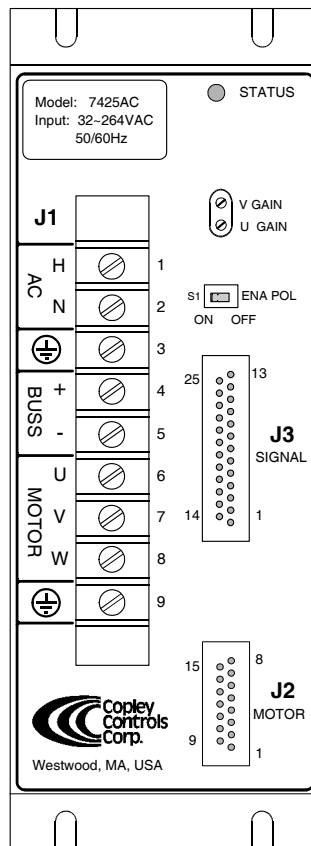 Model: 7425AC
Input: 32~264VAC
50/60Hz
STATUS
V GAIN
U GAIN
J1
AC
H
1
N
2
3
BUSS
+
4
-
5
MOTOR
U
6
V
7
W
8
9
S1
ENA POL
ON OFF
25
13
J3
SIGNAL
14
1
15
8
J2
MOTOR
9
1
Copley
Controls
Corp.
Westwood, MA, USA